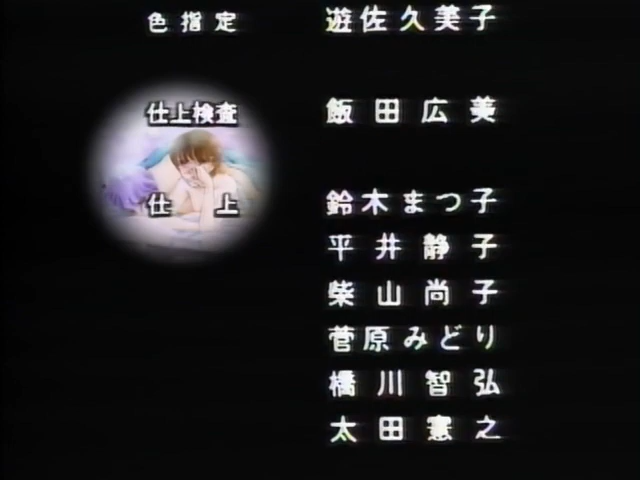 色指定 遊佐久美子
仕上検査 飯田広美
仕上 鈴木まつ子
平井静子
柴山尚子
菅原みどり
橋川智弘
太田憲之